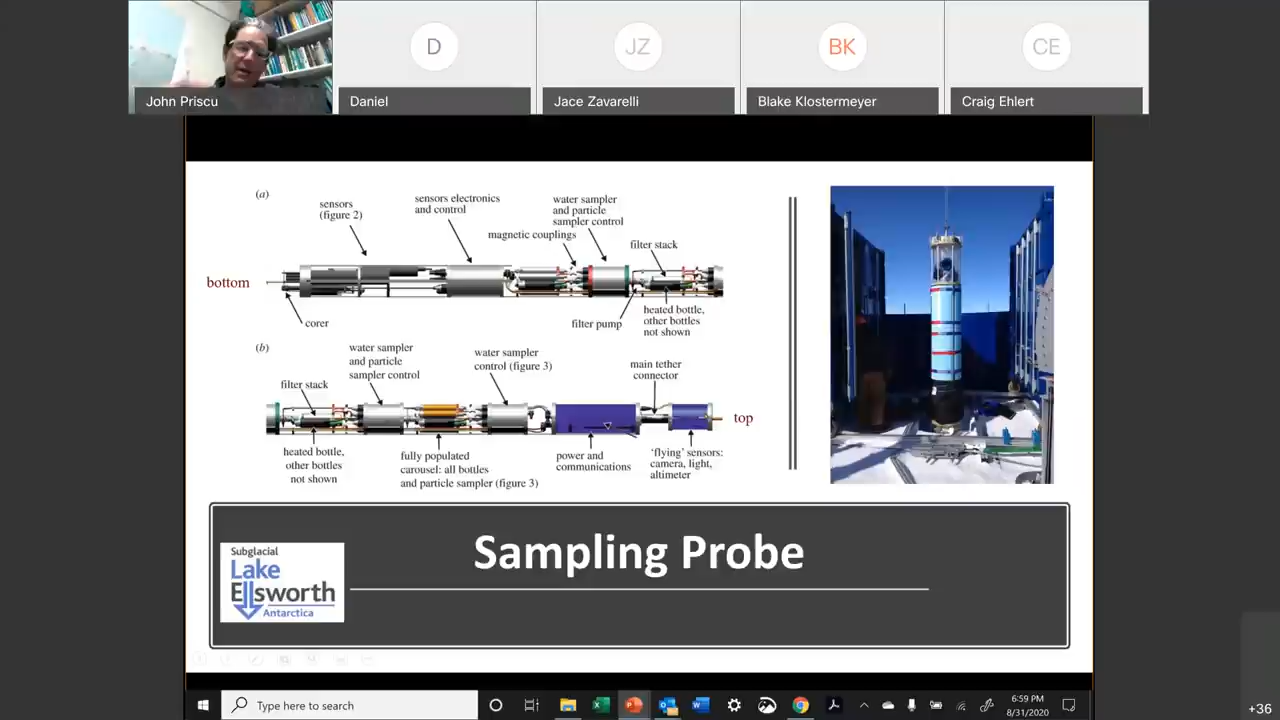 D
JZ
BK
CE
John Priscu
Daniel
Jace Zavarelli
Blake Klostermeyer
Craig Ehlert
(a)
sensors
(figure 2)
sensors electronics
and control
water sampler
and particle
sampler control
magnetic couplings
filter stack
bottom
corer
filter pump
heated bottle,
other bottles
not shown
(b)
water sampler
and particle
sampler control
water sampler
control (figure 3)
main tether
connector
filter stack
top
heated bottle,
other bottles
not shown
fully populated
carousel: all bottles
and particle sampler (figure 3)
power and
communications
'flying' sensors:
camera, light,
altimeter
Sampling Probe
Subglacial
Lake
Ellsworth
Antarctica
Type here to search
6:59 PM
8/31/2020
+36